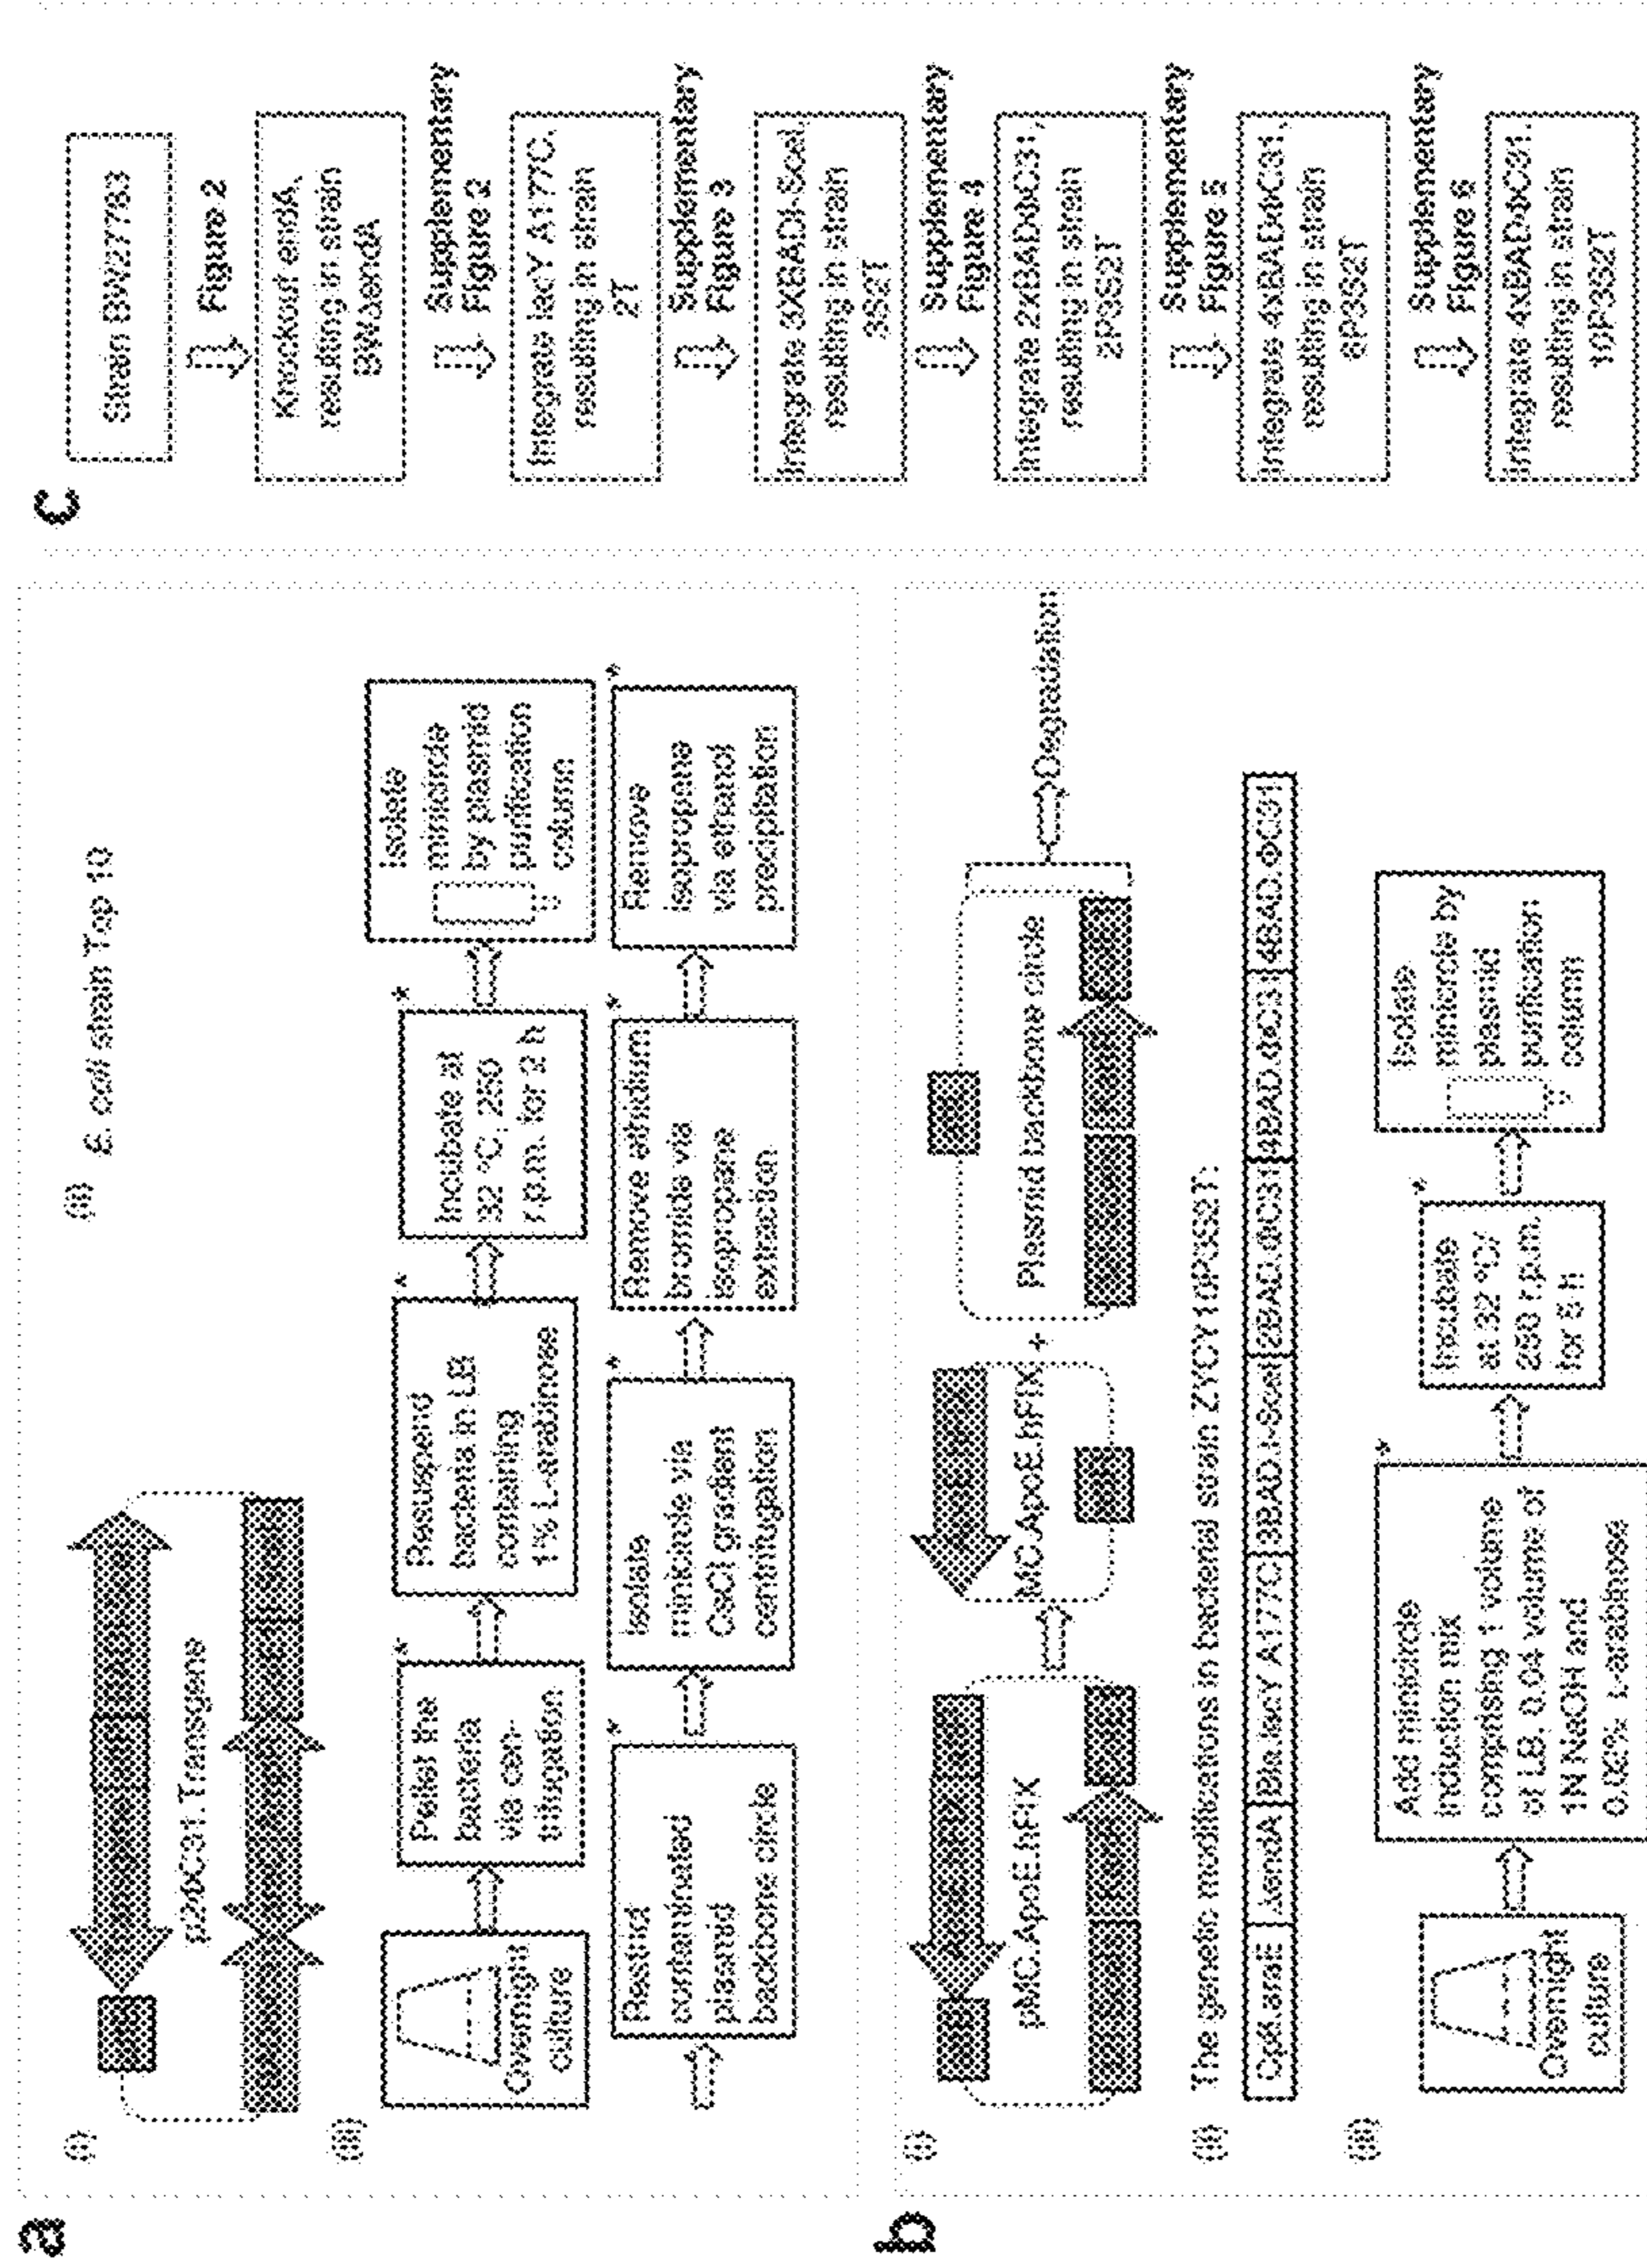 a
(i)
p2ΦC31.Transgene
(ii)
E. coli strain Top 10
(iii)
Overnight
culture
Pellet the
bacteria
via cen-
trifugation
*
Resuspend
bacteria in LB
containing
1% L-arabinose
*
Incubate at
32 °C, 250
r.p.m. for 2 h
*
Isolate
minicircle
by plasmid
purification
column
Restrict
contaminated
plasmid
backbone circle
*
Isolate
minicircle via
CsCl gradient
centrifugation
*
Remove ethidium
bromide via
isopropane
extraction
*
Remove
isopropane
via ethanol
precipitation
*
b
(i)
pMC.ApoE.hFIX
MC.ApoE.hFIX
+
Plasmid backbone circle
Degradation
(ii)
The genetic modifications in bacterial strain ZYCY10P3S2T:
ΔendA
lacY A177C
3BAD.I-SceI
2BAD.ΦC31
4BAD.ΦC31
4BAD.ΦC31
(iii)
Overnight
culture
Add minicircle
induction mix
comprising 1 volume
of LB, 0.04 volume of
1N NaOH and
0.02% L-arabinose
*
Incubate
at 32 °C/
250 r.p.m.
for 5 h
*
Isolate
minicircle by
plasmid
purification
column
c
Strain BW27783
Figure 2
Knockout endA,
resulting in strain
BWΔendA
Supplementary
Figure 2
Integrate lacY A177C,
resulting in strain
2T
Supplementary
Figure 3
Integrate 3XBADI-SceI,
resulting in strain
3S2T
Supplementary
Figure 4
Integrate 2xBADΦC31,
resulting in strain
2P3S2T
Supplementary
Figure 5
Integrate 4xBADΦC31,
resulting in strain
6P3S2T
Supplementary
Figure 6
Integrate 4xBADΦC31,
resulting in strain
10P3S2T